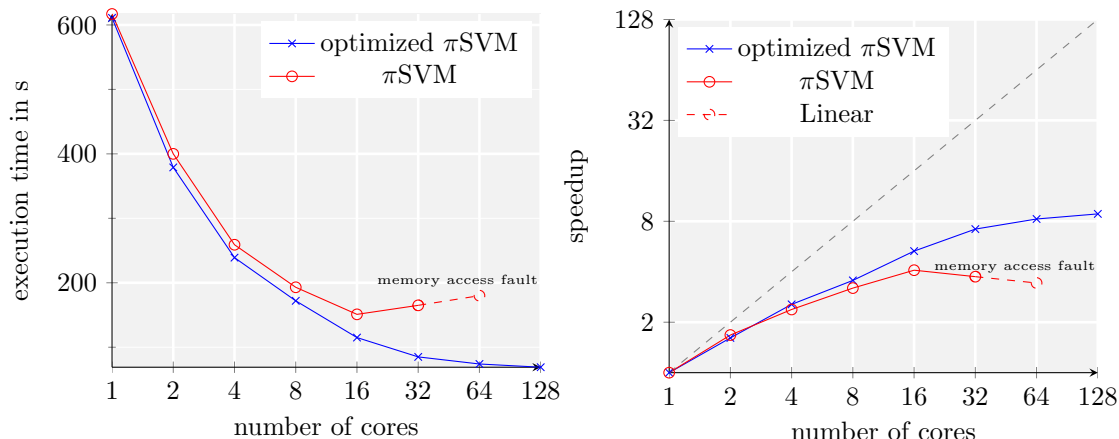 600
400
200
execution time in s
optimized πSVM
πSVM
memory access fault
1 2 4 8 16 32 64 128
number of cores
128
32
8
2
speedup
optimized πSVM
πSVM
Linear
memory access fault
1 2 4 8 16 32 64 128
number of cores